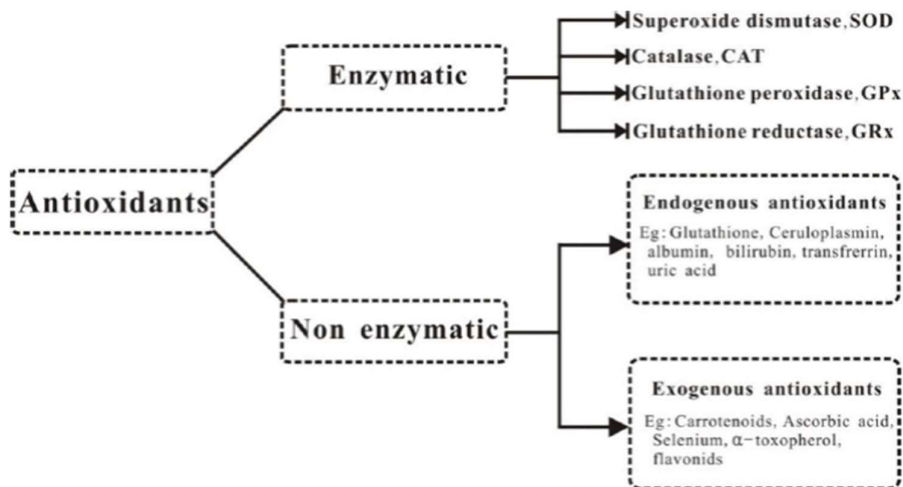 Antioxidants
Enzymatic
Superoxide dismutase,SOD
Catalase,CAT
Glutathione peroxidase,GPx
Glutathione reductase,GRx
Non enzymatic
Endogenous antioxidants
Eg:Glutathione, Ceruloplasmin,
albumin, bilirubin, transfrerrin,
uric acid
Exogenous antioxidants
Eg:Carrotenoids, Ascorbic acid,
Selenium, α-toxopherol,
flavonids